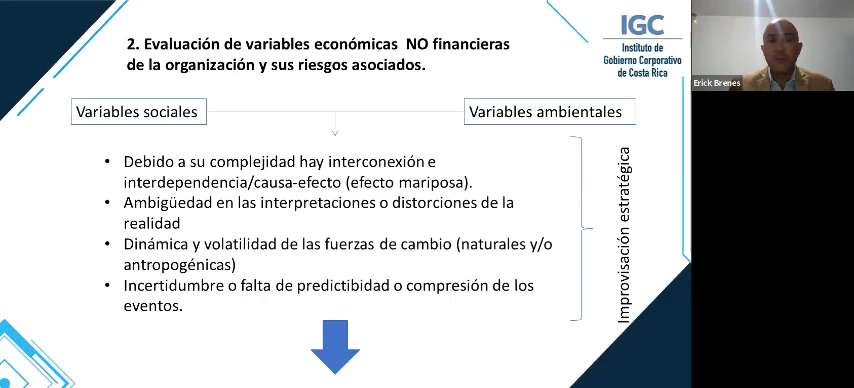 2. Evaluación de variables económicas NO financieras
de la organización y sus riesgos asociados.
IGC
Instituto de
Gobierno Corporativo
de Costa Rica
Erick Brenes
Variables sociales
Variables ambientales
• Debido a su complejidad hay interconexión e
interdependencia/causa-efecto (efecto mariposa).
• Ambigüedad en las interpretaciones o distorciones de la
realidad
• Dinámica y volatilidad de las fuerzas de cambio (naturales y/o
antropogénicas)
• Incertidumbre o falta de predictibidad o compresión de los
eventos.
Improvisación estratégica